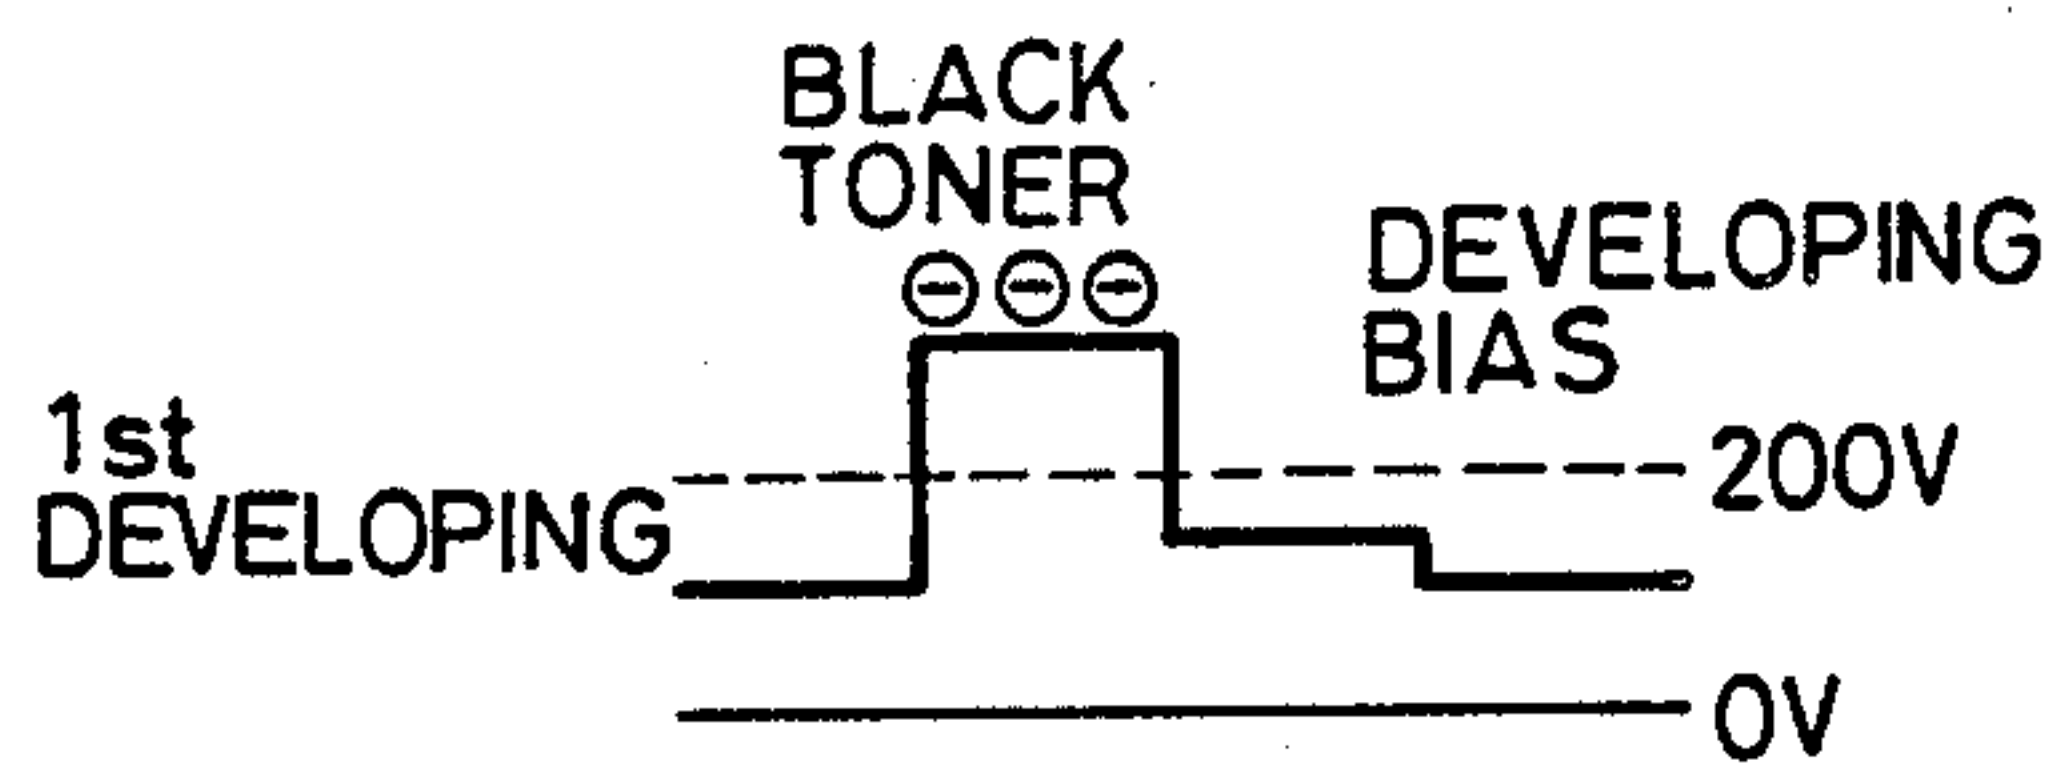 BLACK
TONER
⊖ ⊖ ⊖
DEVELOPING
BIAS
1st
DEVELOPING
200V
0V